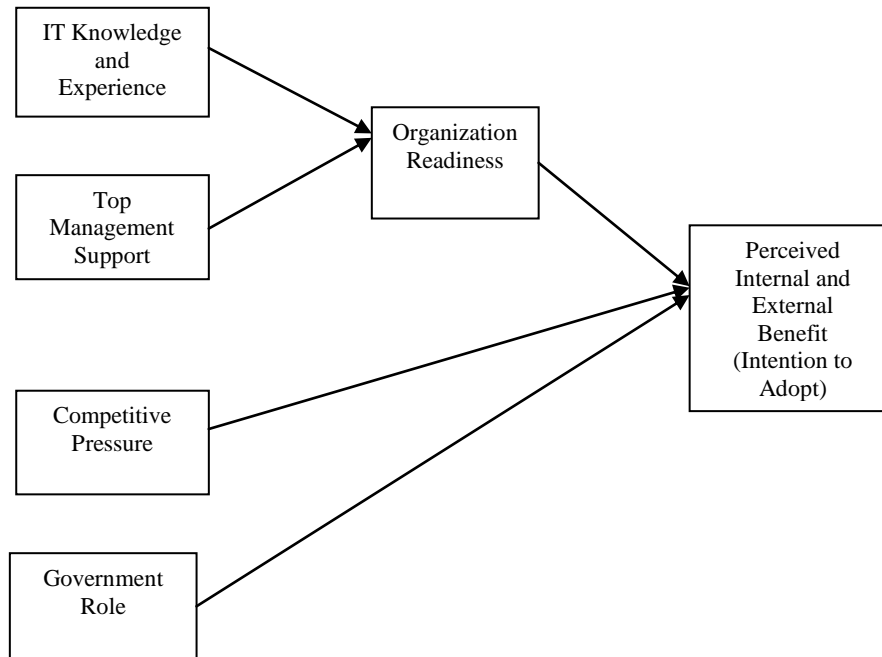 IT Knowledge
and
Experience
Organization
Readiness
Top
Management
Support
Perceived
Internal and
External
Benefit
(Intention to
Adopt)
Competitive
Pressure
Government
Role